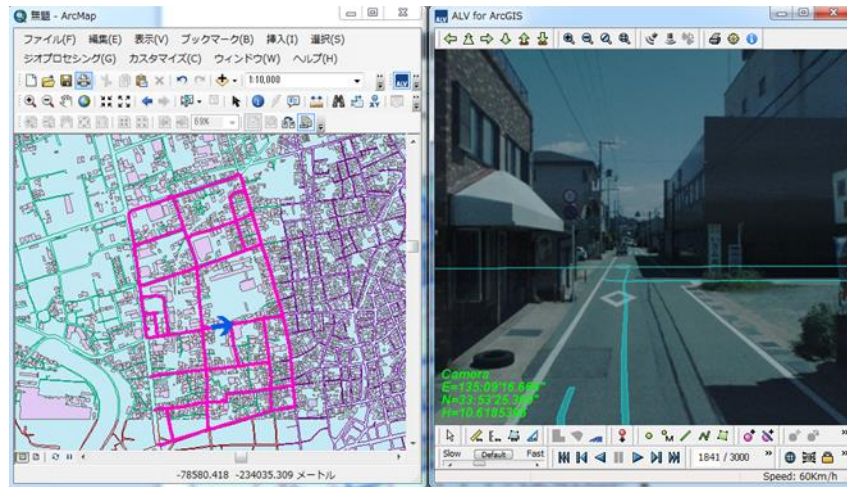 無題 - ArcMap
ファイル(F) 編集(E) 表示(V) ブックマーク(B) 挿入(I) 選択(S)
ジオプロセシング(G) カスタマイズ(C) ウィンドウ(W) ヘルプ(H)
1:10,000
ALV
69%
-78580.418 -234035.309 メートル
ALV for ArcGIS
Camera
E=135:09'16.
N=33:53'25.
H=10.6185
E..
M
Slow Default Fast
1841 / 3000
Speed: 60Km/h